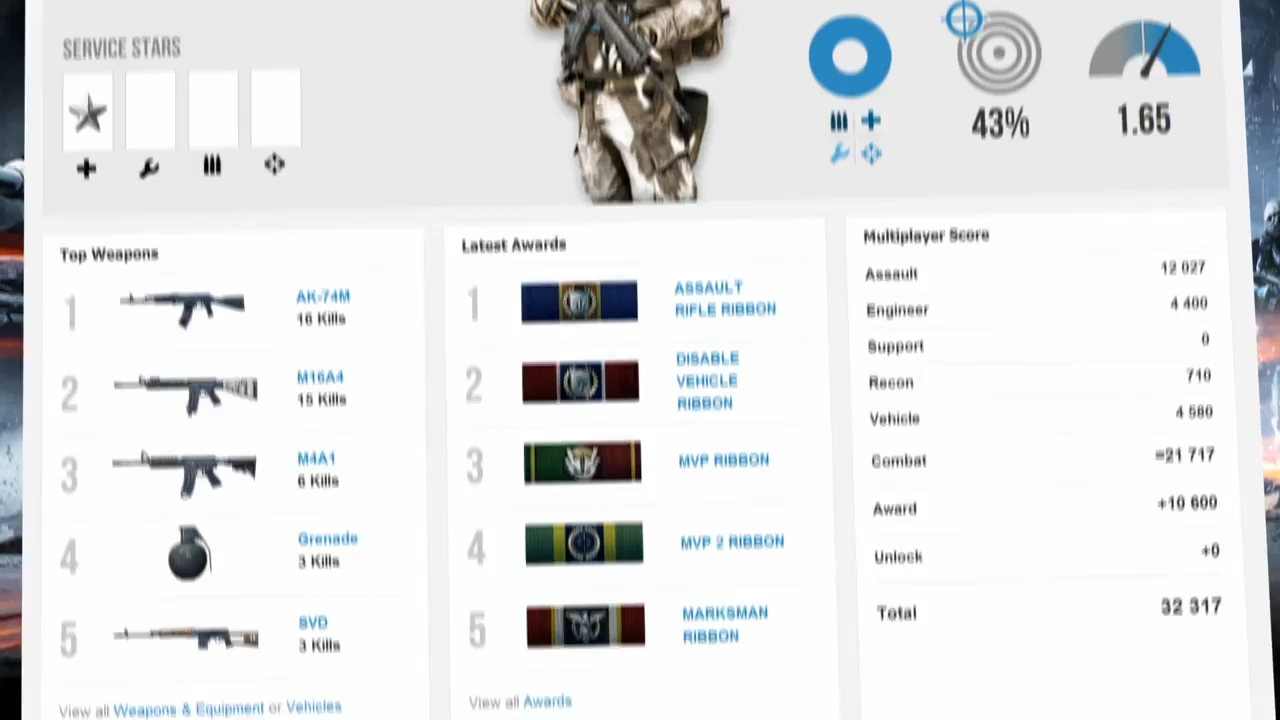 SERVICE STARS
43%
1.65
Top Weapons
1
AK-74M
16 Kills
2
M16A4
15 Kills
3
M4A1
6 Kills
4
Grenade
3 Kills
5
SVD
3 Kills
View all Weapons & Equipment or Vehicles
Latest Awards
1
ASSAULT
RIFLE RIBBON
2
DISABLE
VEHICLE
RIBBON
3
MVP RIBBON
4
MVP 2 RIBBON
5
MARKSMAN
RIBBON
View all Awards
Multiplayer Score
Assault 12 027
Engineer 4 400
Support 0
Recon 710
Vehicle 4 580
Combat =21 717
Award +10 600
Unlock +0
Total 32 317